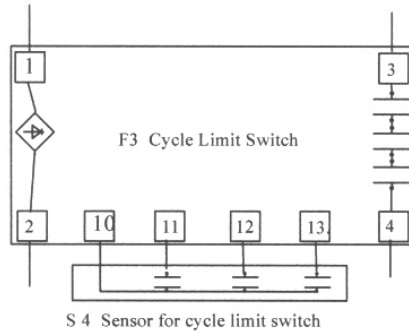 1 3
F3 Cycle Limit Switch
2 10 11 12 13. 4
S 4 Sensor for cycle limit switch